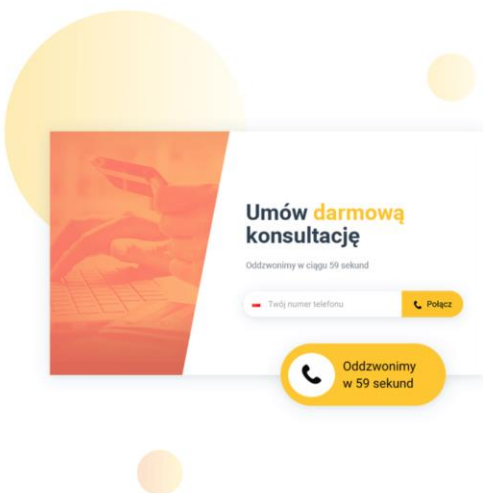 Umów darmową
konsultację
Oddzwonimy w ciągu 59 sekund
Twój numer telefonu
Połącz
Oddzwonimy
w 59 sekund